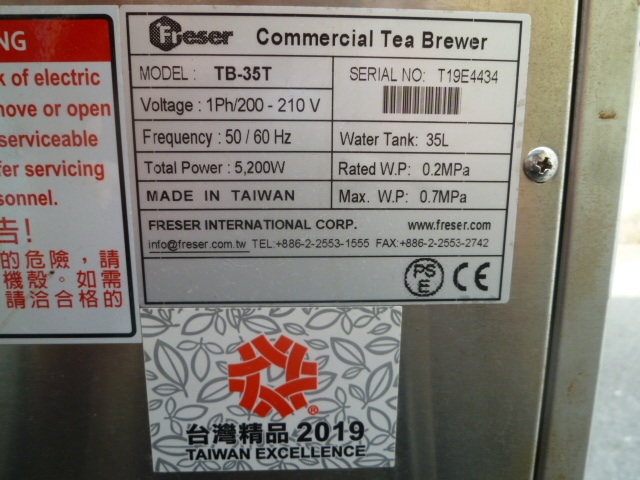 NG
k of electric
move or open
serviceable
fer servicing
sonnel.
告!
的危險，請
機殼。如需
請洽合格的
Freser Commercial Tea Brewer
MODEL : TB-35T
SERIAL NO: T19E4434
Voltage : 1Ph/200 - 210 V
Frequency : 50 / 60 Hz
Water Tank: 35L
Total Power : 5,200W
Rated W.P: 0.2MPa
MADE IN TAIWAN
Max. W.P: 0.7MPa
FRESER INTERNATIONAL CORP. www.freser.com
info@freser.com.tw TEL:+886-2-2553-1555 FAX:+886-2-2553-2742
PS
E
CE
®
台灣精品 2019
TAIWAN EXCELLENCE